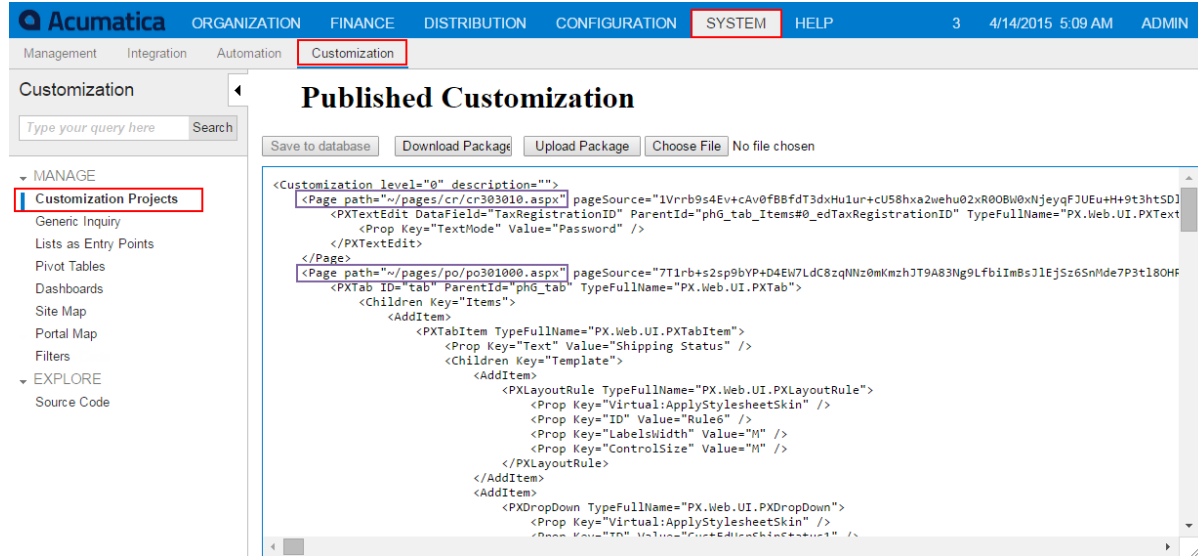 Acumatica ORGANIZATION FINANCE DISTRIBUTION CONFIGURATION SYSTEM HELP 3 4/14/2015 5:09 AM ADMIN
Management Integration Automation Customization
Customization
Type your query here Search
MANAGE
Customization Projects
Generic Inquiry
Lists as Entry Points
Pivot Tables
Dashboards
Site Map
Portal Map
Filters
EXPLORE
Source Code
Published Customization
Save to database Download Package Upload Package Choose File No file chosen
<Customization level="0" description="">
<Page path="~/pages/cr/cr303010.aspx" pageSource="1Vrrb9s4Ev+cAv0fBBfdT3dxHu1ur+cU58hxa2wehu02xR0OBW0xNjeyqFJUEu+H+9t3htSDl
<PXTextEdit DataField="TaxRegistrationID" ParentId="phG_tab_Items#0_edTaxRegistrationID" TypeFullName="PX.Web.UI.PXText
<Prop Key="TextMode" Value="Password" />
</PXTextEdit>
</Page>
<Page path="~/pages/po/po301000.aspx" pageSource="7T1rb+s2sp9bYP+D4EW7LdC8zqNNz0mKmzhJT9A83Ng9LfbiImBsJlEjSz6SnMde7P3tl8OHR
<PXTab ID="tab" ParentId="phG_tab" TypeFullName="PX.Web.UI.PXTab">
<Children Key="Items">
<AddItem>
<PXTabItem TypeFullName="PX.Web.UI.PXTabItem">
<Prop Key="Text" Value="Shipping Status" />
<Children Key="Template">
<AddItem>
<PXLayoutRule TypeFullName="PX.Web.UI.PXLayoutRule">
<Prop Key="Virtual:ApplyStylesheetSkin" />
<Prop Key="ID" Value="Rule6" />
<Prop Key="LabelsWidth" Value="M" />
<Prop Key="ControlSize" Value="M" />
</PXLayoutRule>
</AddItem>
<AddItem>
<PXDropDown TypeFullName="PX.Web.UI.PXDropDown">
<Prop Key="Virtual:ApplyStylesheetSkin" />
<Prop Key="ID" Value="CustEdUsrShipStatus1" />